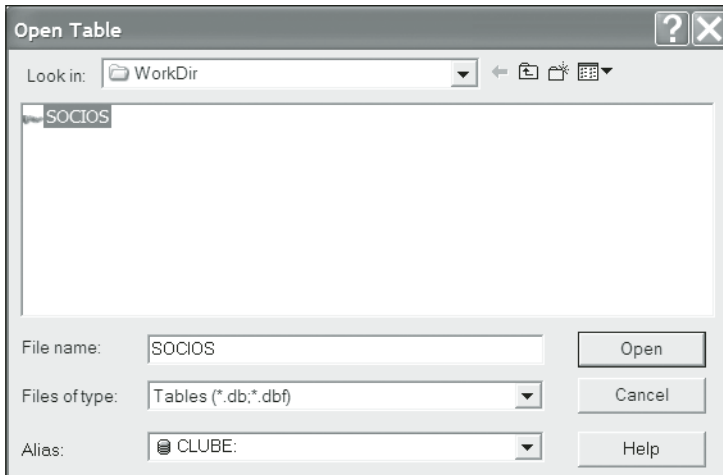 Open Table
Look in: WorkDir
SOCIOS
File name: SOCIOS
Open
Files of type: Tables (*.db;*.dbf)
Cancel
Alias: CLUBE:
Help